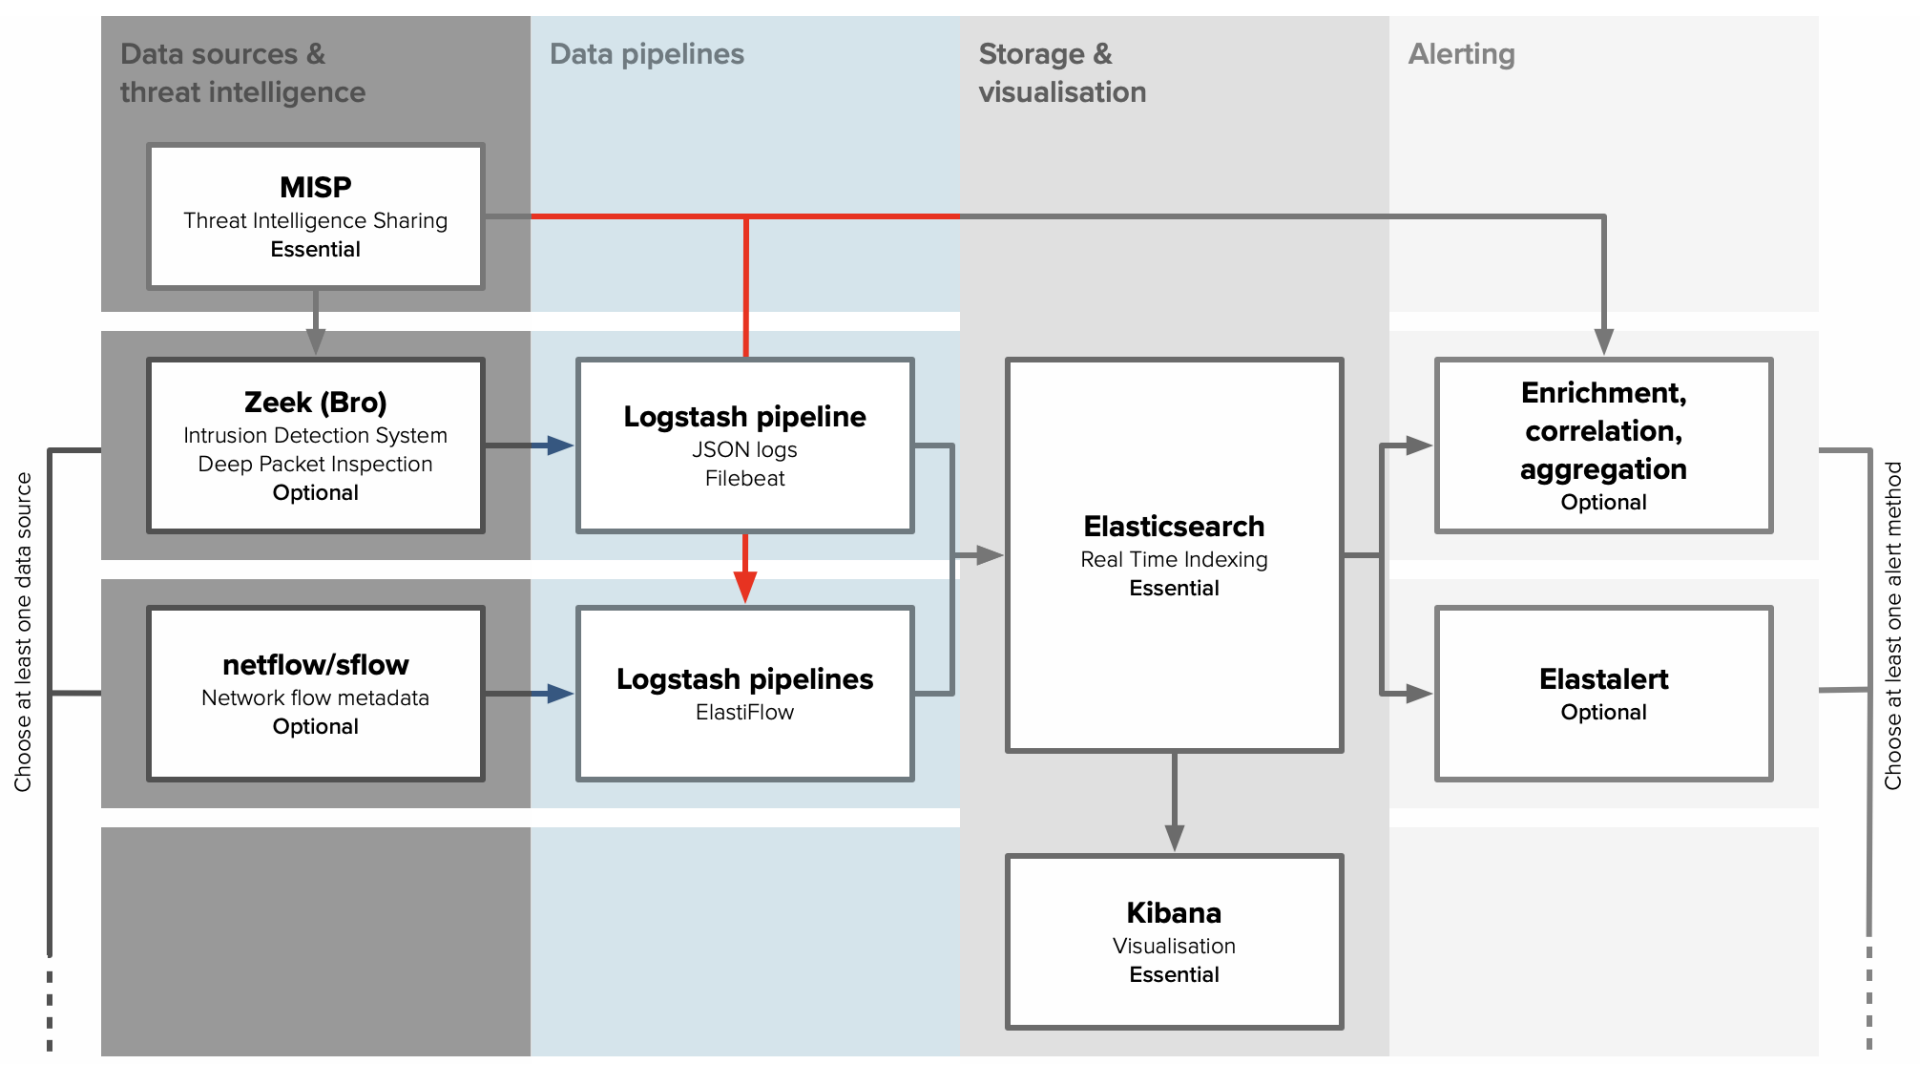 Data sources &
threat intelligence
Data pipelines
Storage &
visualisation
Alerting
MISP
Threat Intelligence Sharing
Essential
Zeek (Bro)
Intrusion Detection System
Deep Packet Inspection
Optional
Logstash pipeline
JSON logs
Filebeat
Elasticsearch
Real Time Indexing
Essential
Enrichment,
correlation,
aggregation
Optional
netflow/sflow
Network flow metadata
Optional
Logstash pipelines
ElastiFlow
Elastalert
Optional
Kibana
Visualisation
Essential
Choose at least one data source
Choose at least one alert method